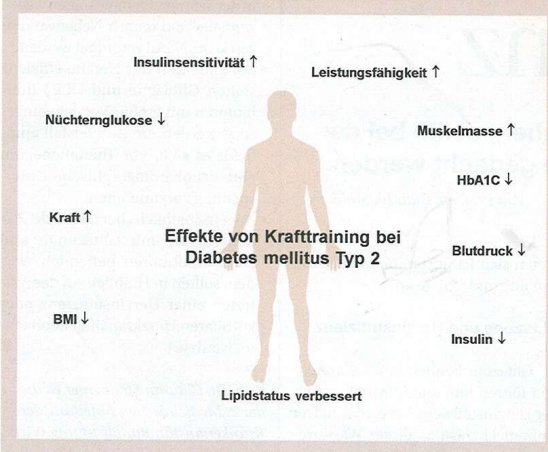 Insulinsensitivität ↑
Leistungsfähigkeit ↑
Nüchternglukose ↓
Muskelmasse ↑
HbA1C ↓
Kraft ↑
Effekte von Krafttraining bei
Diabetes mellitus Typ 2
Blutdruck ↓
BMI ↓
Insulin ↓
Lipidstatus verbessert